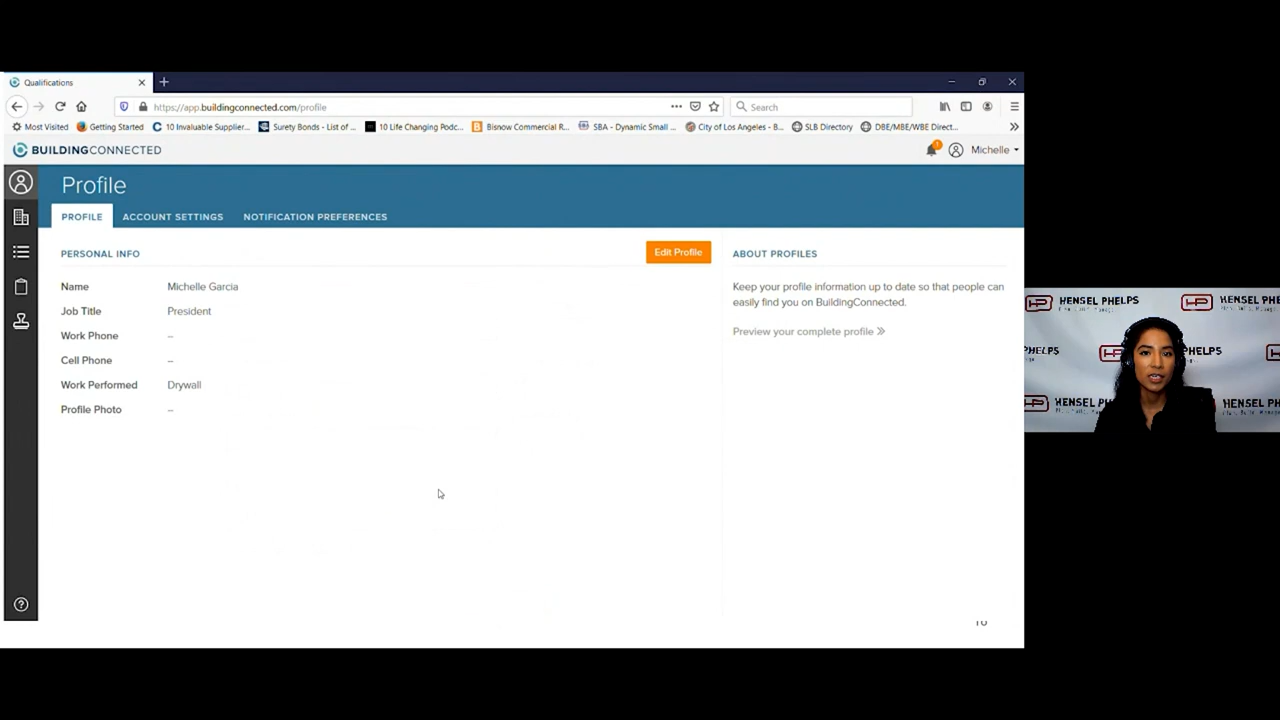 Qualifications
https://app.buildingconnected.com/profile
Search
Most Visited
Getting Started
10 Invaluable Supplier...
Surety Bonds - List of ...
10 Life Changing Podc...
Bisnow Commercial R...
SBA - Dynamic Small ...
City of Los Angeles - B...
SLB Directory
DBE/MBE/WBE Direct...
BUILDINGCONNECTED
Michelle
Profile
PROFILE
ACCOUNT SETTINGS
NOTIFICATION PREFERENCES
PERSONAL INFO
Edit Profile
Name Michelle Garcia
Job Title President
Work Phone --
Cell Phone --
Work Performed Drywall
Profile Photo --
ABOUT PROFILES
Keep your profile information up to date so that people can
easily find you on BuildingConnected.
Preview your complete profile »
HP HENSEL PHELPS
HP HENSEL PHELPS
PHELPS
PHELPS
HENSEL PHELPS
HENSEL PHELPS